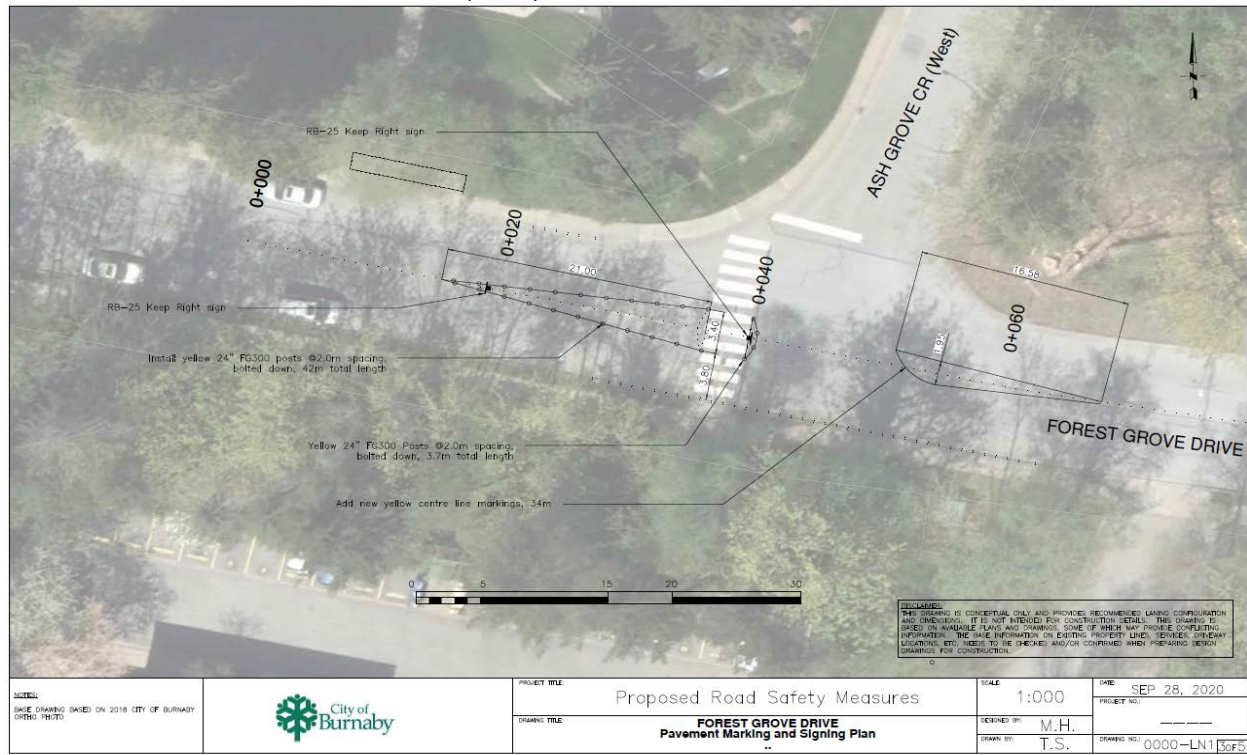 ASH GROVE CR (West)
N
RB-25 Keep Right sign
0+000
0+020
21.00
0+040
16.58
0+060
RB-25 Keep Right sign
3.40
Install yellow 24" FG300 posts @2.0m spacing,
bolted down, 42m total length
3.80
FOREST GROVE DRIVE
Yellow 24" FG300 Posts @2.0m spacing,
bolted down, 3.7m total length
Add new yellow centre line markings, 34m
0 5 15 20 30
DISCLAIMER:
THIS DRAWING IS CONCEPTUAL ONLY AND PROVIDES RECOMMENDED LANING CONFIGURATION
AND DIMENSIONS. IT IS NOT INTENDED FOR CONSTRUCTION DETAILS. THIS DRAWING IS
BASED ON AVAILABLE PLANS AND DRAWINGS, SOME OF WHICH MAY PROVIDE CONFLICTING
INFORMATION. THE BASE INFORMATION ON EXISTING PROPERTY LINES, SERVICES, DRIVEWAY
LOCATIONS, ETC. NEEDS TO BE CHECKED AND/OR CONFIRMED WHEN PREPARING DESIGN
DRAWINGS FOR CONSTRUCTION.
NOTES:
BASE DRAWING BASED ON 2018 CITY OF BURNABY
ORTHO PHOTO
City of
Burnaby
PROJECT TITLE:
Proposed Road Safety Measures
DRAWING TITLE:
FOREST GROVE DRIVE
Pavement Marking and Signing Plan
--
SCALE
1:000
DESIGNED BY:
M.H.
DRAWN BY:
T.S.
DATE:
SEP 28, 2020
PROJECT NO.:
----
DRAWING NO.:
0000-LN1
3OF5